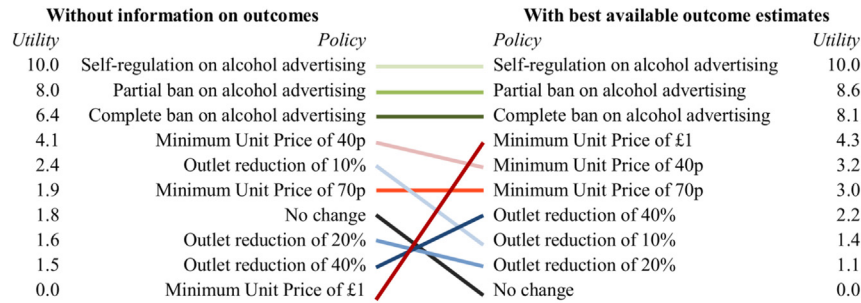 Without information on outcomes With best available outcome estimates
Utility Policy Policy Utility
10.0 Self-regulation on alcohol advertising Self-regulation on alcohol advertising 10.0
8.0 Partial ban on alcohol advertising Partial ban on alcohol advertising 8.6
6.4 Complete ban on alcohol advertising Complete ban on alcohol advertising 8.1
4.1 Minimum Unit Price of 40p Minimum Unit Price of £1 4.3
2.4 Outlet reduction of 10% Minimum Unit Price of 40p 3.2
1.9 Minimum Unit Price of 70p Minimum Unit Price of 70p 3.0
1.8 No change Outlet reduction of 40% 2.2
1.6 Outlet reduction of 20% Outlet reduction of 10% 1.4
1.5 Outlet reduction of 40% Outlet reduction of 20% 1.1
0.0 Minimum Unit Price of £1 No change 0.0